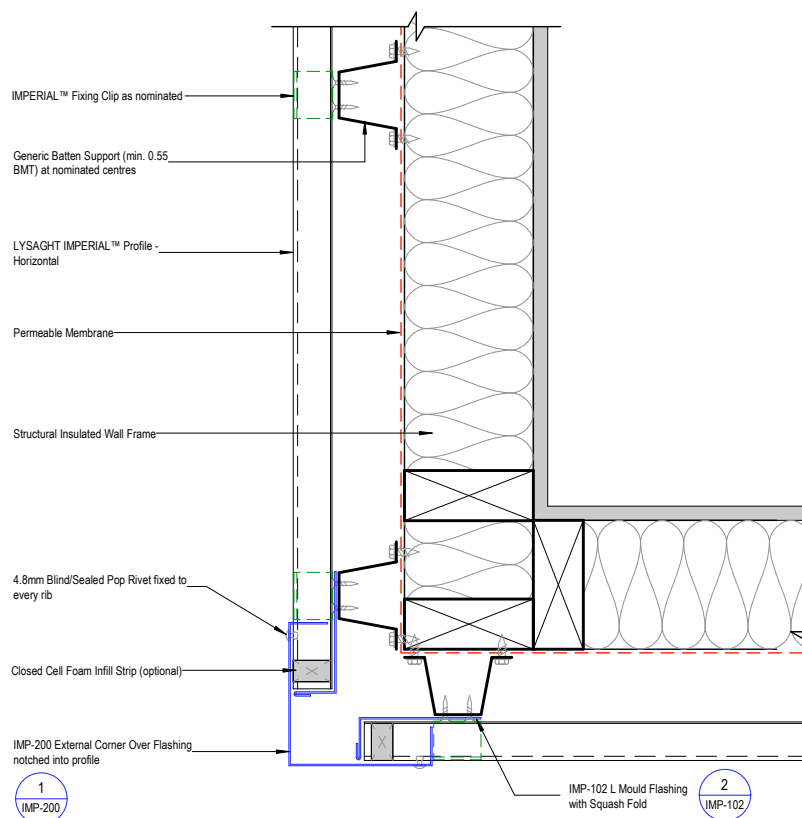 IMPERIAL™ Fixing Clip as nominated
Generic Batten Support (min. 0.55
BMT) at nominated centres
LYSAGHT IMPERIAL™ Profile -
Horizontal
Permeable Membrane
Structural Insulated Wall Frame
4.8mm Blind/Sealed Pop Rivet fixed to
every rib
Closed Cell Foam Infill Strip (optional)
IMP-200 External Corner Over Flashing
notched into profile
1
IMP-200
IMP-102 L Mould Flashing
with Squash Fold
2
IMP-102